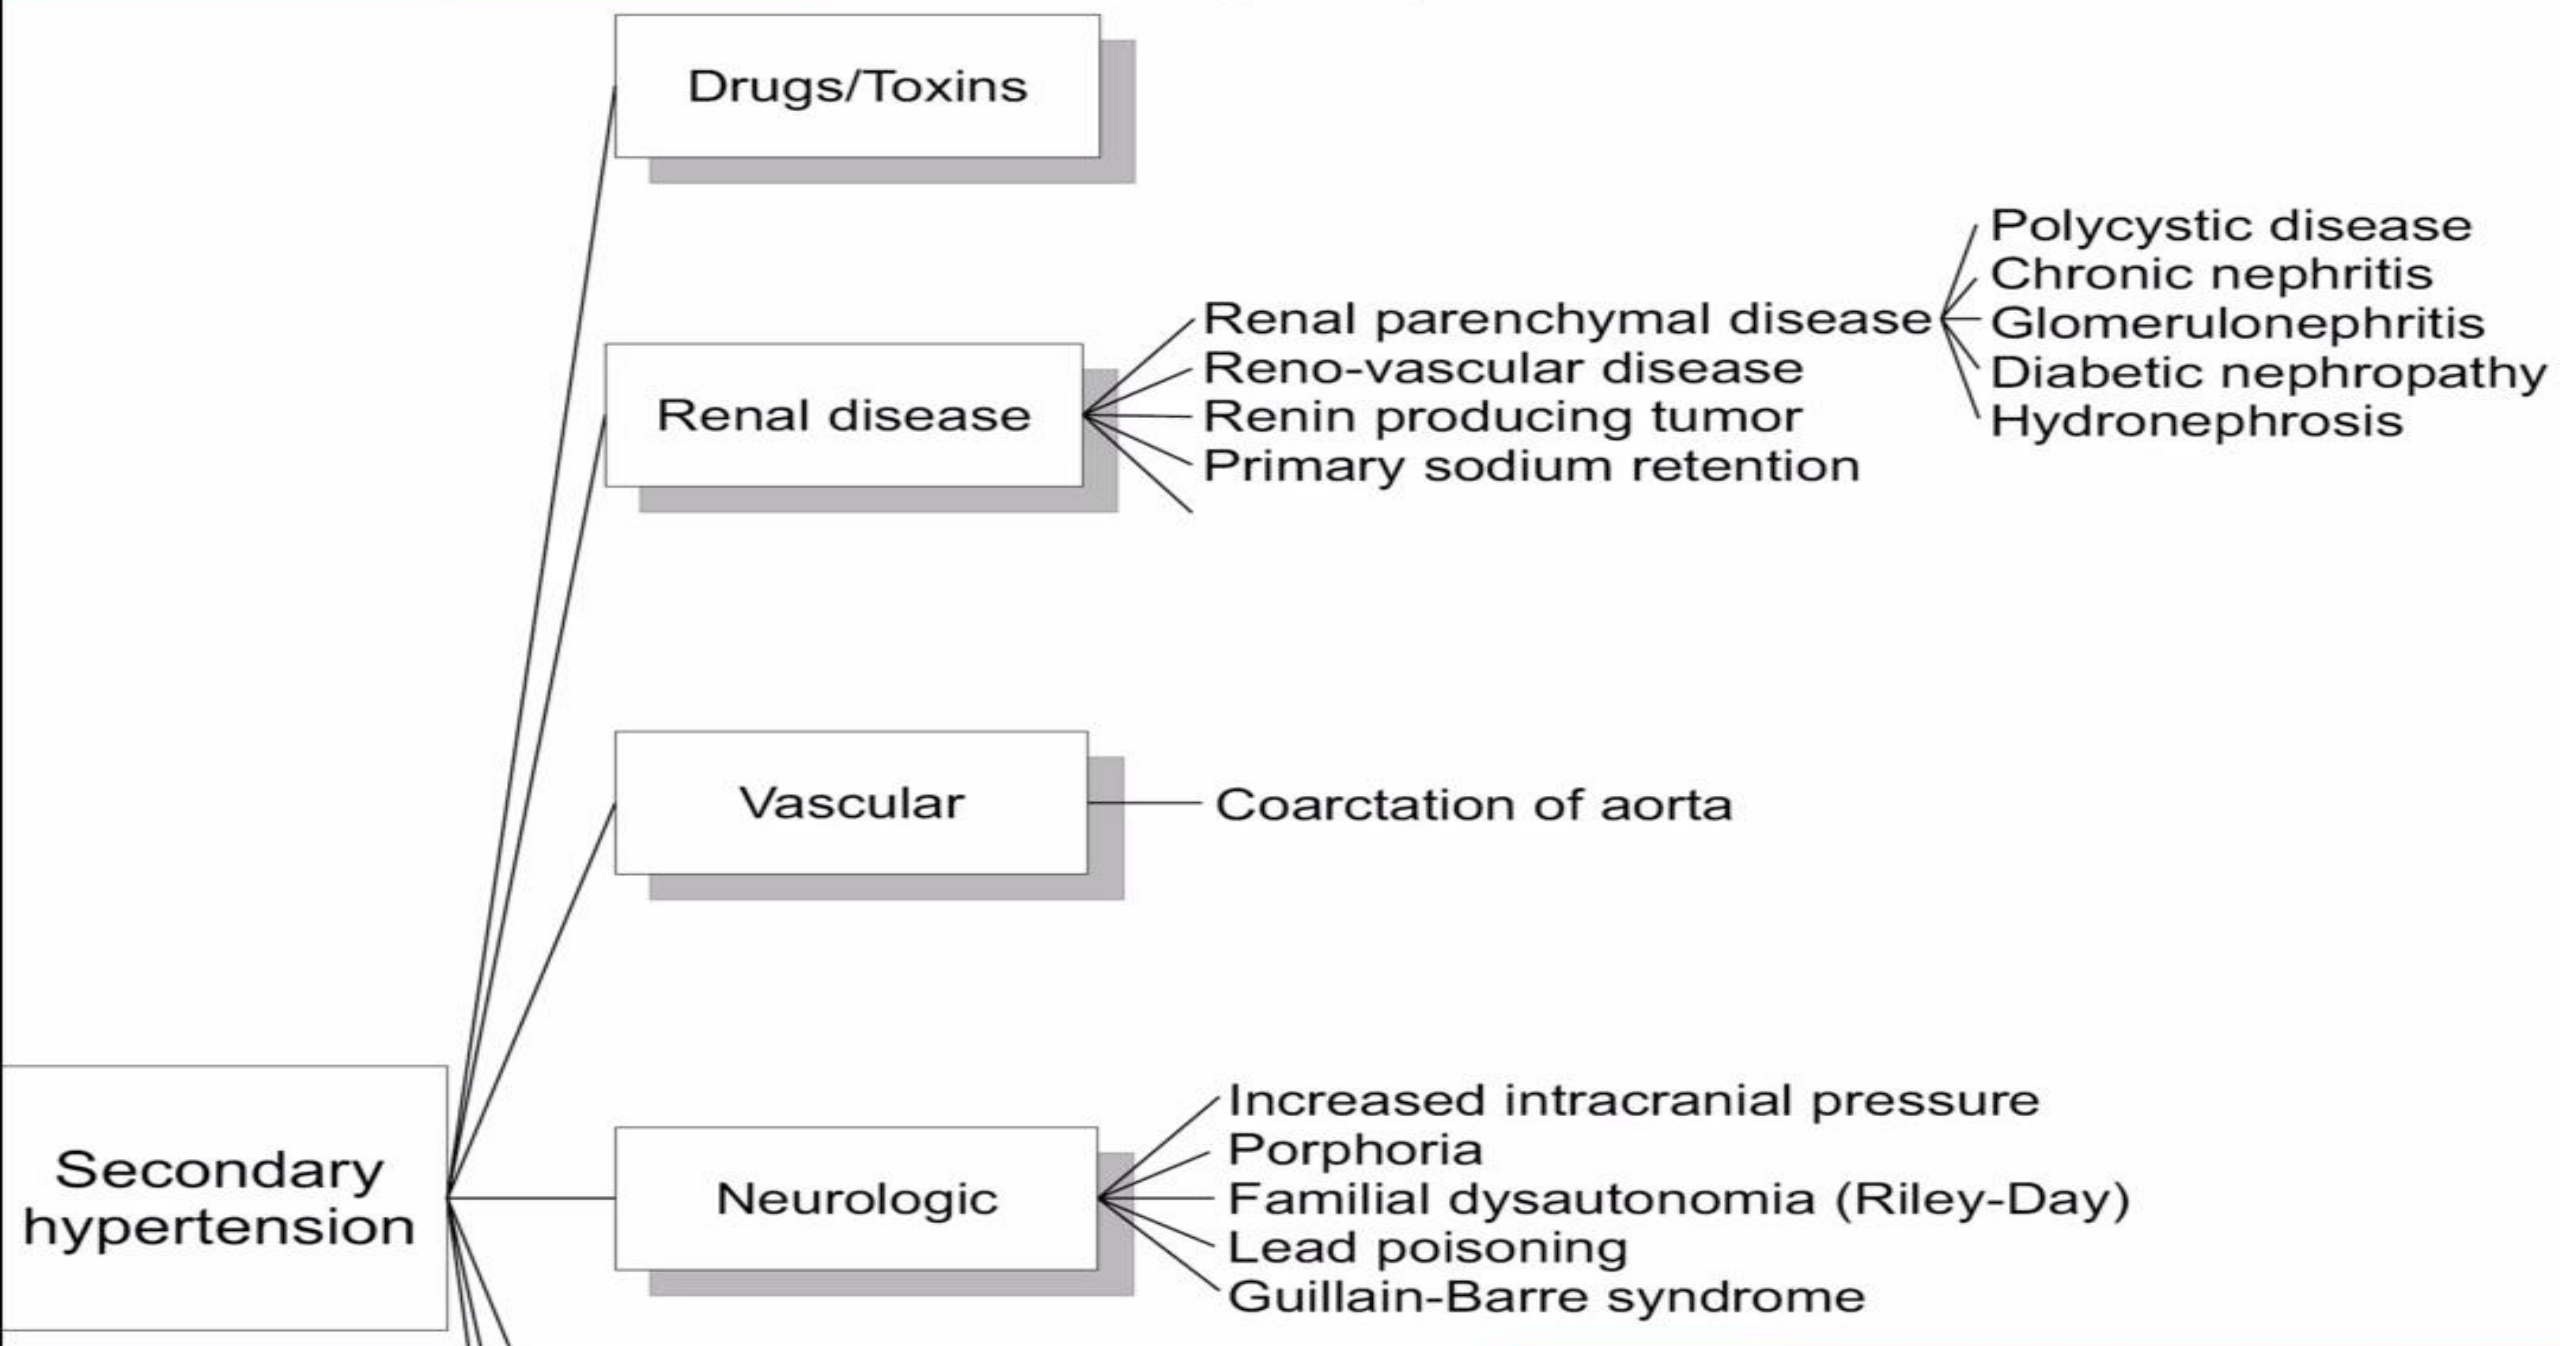 Drugs/Toxins
Renal disease
Renal parenchymal disease
Reno-vascular disease
Renin producing tumor
Primary sodium retention
Polycystic disease
Chronic nephritis
Glomerulonephritis
Diabetic nephropathy
Hydronephrosis
Vascular
Coarctation of aorta
Secondary
hypertension
Neurologic
Increased intracranial pressure
Porphoria
Familial dysautonomia (Riley-Day)
Lead poisoning
Guillain-Barre syndrome